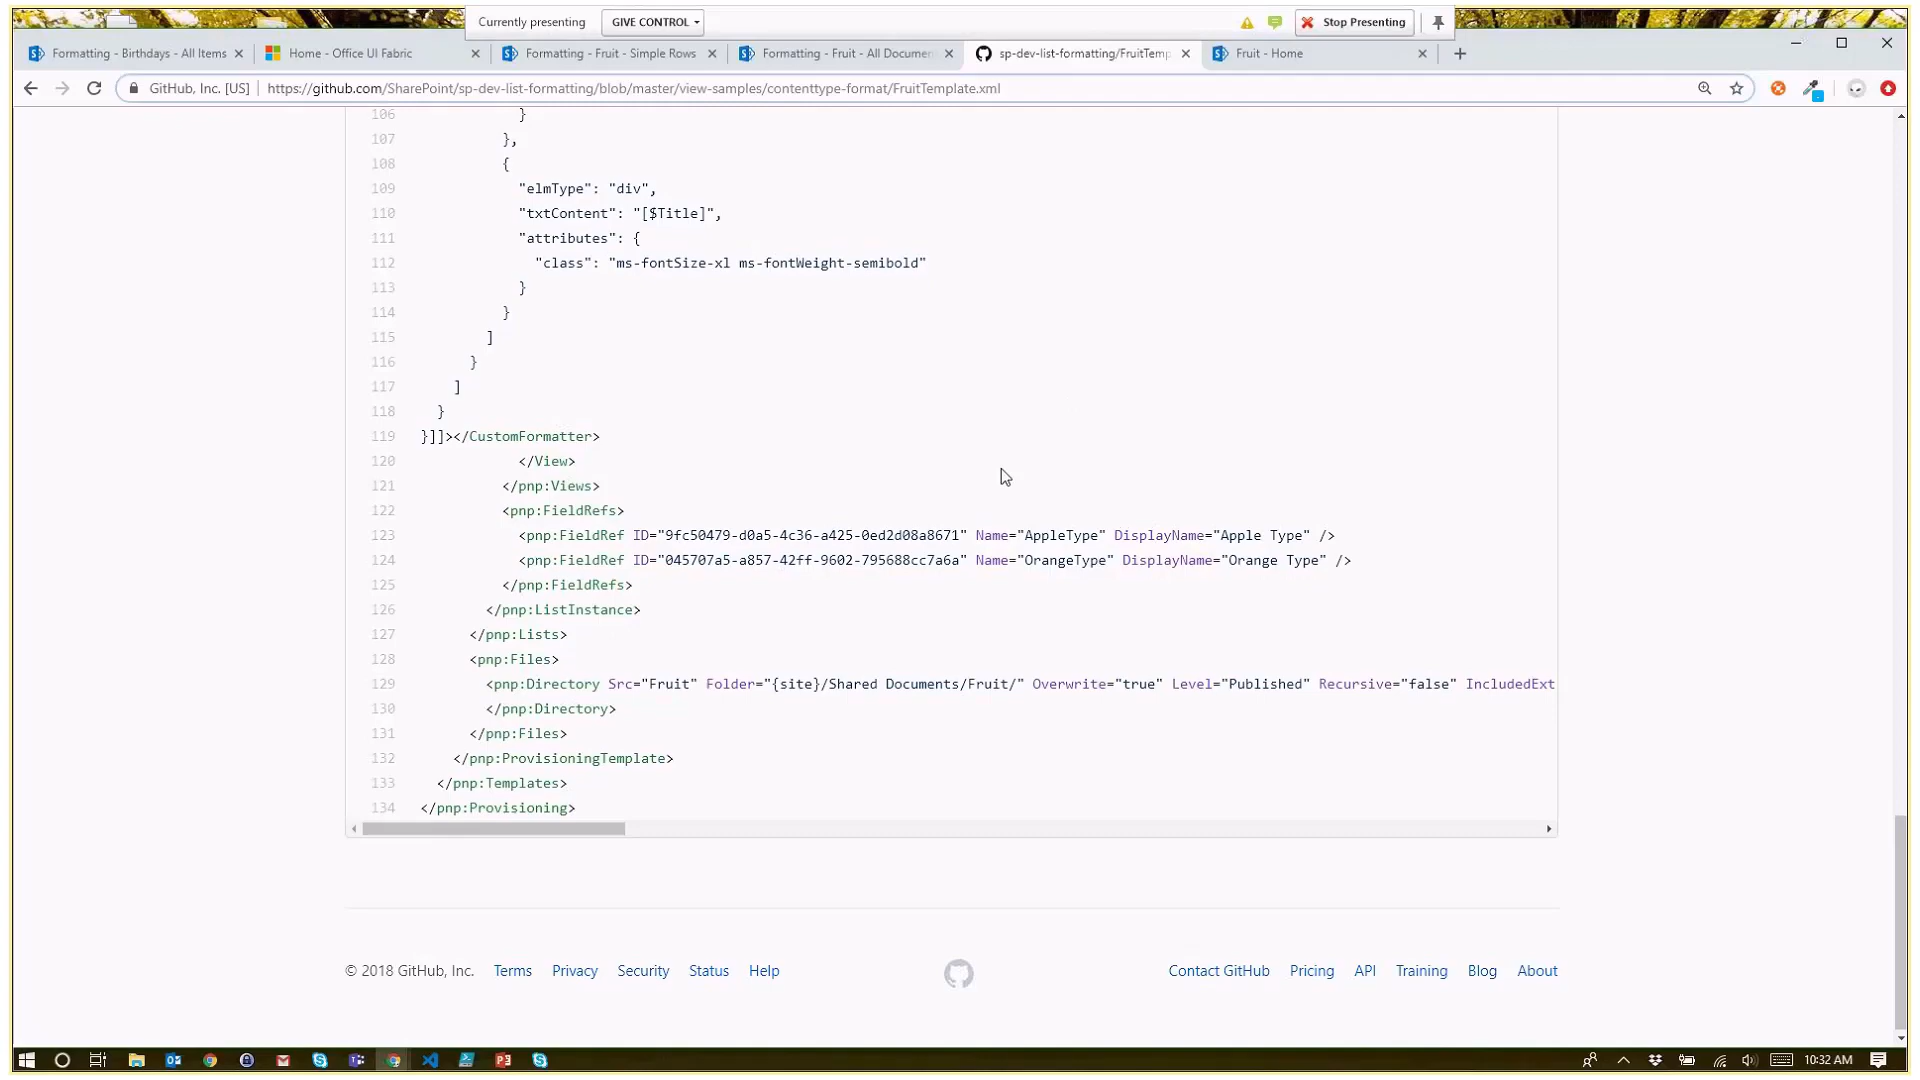 Currently presenting GIVE CONTROL Stop Presenting
Formatting - Birthdays - All Items Home - Office UI Fabric Formatting - Fruit - Simple Rows Formatting - Fruit - All Documen sp-dev-list-formatting/FruitTemp Fruit - Home
GitHub, Inc. [US] https://github.com/SharePoint/sp-dev-list-formatting/blob/master/view-samples/contenttype-format/FruitTemplate.xml
106 }
107 },
108 {
109 "elmType": "div",
110 "txtContent": "[$Title]",
111 "attributes": {
112 "class": "ms-fontSize-xl ms-fontWeight-semibold"
113 }
114 }
115 ]
116 }
117 ]
118 }
119 }]]></CustomFormatter>
120 </View>
121 </pnp:Views>
122 <pnp:FieldRefs>
123 <pnp:FieldRef ID="9fc50479-d0a5-4c36-a425-0ed2d08a8671" Name="AppleType" DisplayName="Apple Type" />
124 <pnp:FieldRef ID="045707a5-a857-42ff-9602-795688cc7a6a" Name="OrangeType" DisplayName="Orange Type" />
125 </pnp:FieldRefs>
126 </pnp:ListInstance>
127 </pnp:Lists>
128 <pnp:Files>
129 <pnp:Directory Src="Fruit" Folder="{site}/Shared Documents/Fruit/" Overwrite="true" Level="Published" Recursive="false" IncludedExt
130 </pnp:Directory>
131 </pnp:Files>
132 </pnp:ProvisioningTemplate>
133 </pnp:Templates>
134 </pnp:Provisioning>
© 2018 GitHub, Inc. Terms Privacy Security Status Help Contact GitHub Pricing API Training Blog About
10:32 AM